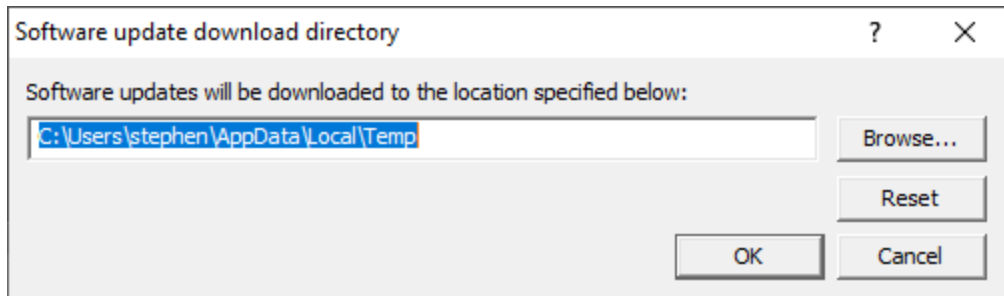 Software update download directory
?
Software updates will be downloaded to the location specified below:
C:\Users\stephen\AppData\Local\Temp
Browse...
Reset
OK
Cancel